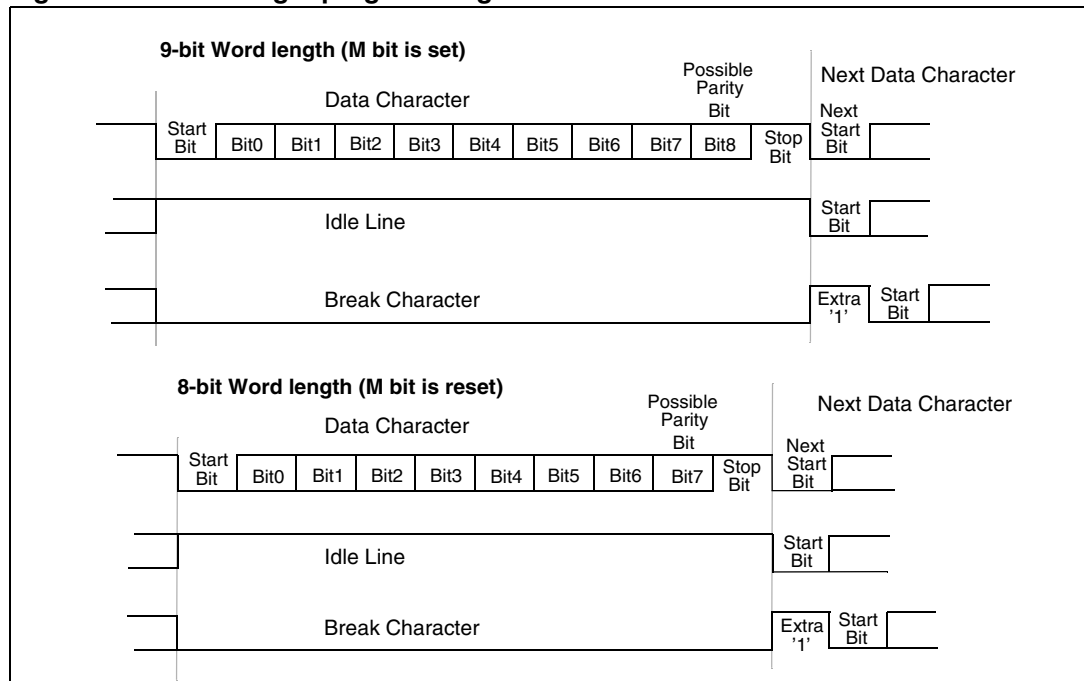 9-bit Word length (M bit is set)
Possible
Parity
Bit
Next Data Character
Data Character
Start
Bit
Bit0
Bit1
Bit2
Bit3
Bit4
Bit5
Bit6
Bit7
Bit8
Stop
Bit
Next
Start
Bit
Idle Line
Start
Bit
Break Character
Extra
'1'
Start
Bit
8-bit Word length (M bit is reset)
Possible
Parity
Bit
Next Data Character
Data Character
Start
Bit
Bit0
Bit1
Bit2
Bit3
Bit4
Bit5
Bit6
Bit7
Stop
Bit
Next
Start
Bit
Idle Line
Start
Bit
Break Character
Extra
'1'
Start
Bit